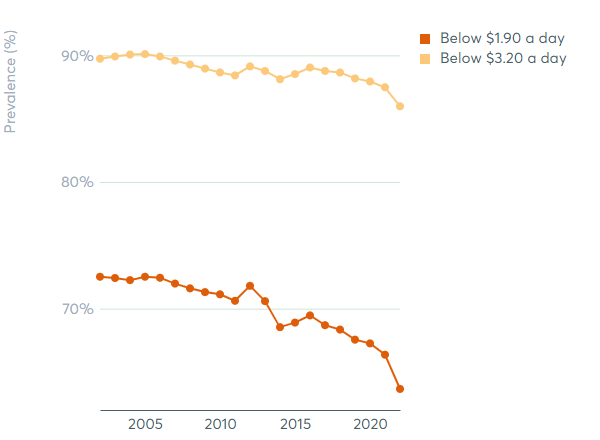 Prevalence (%)
Below $1.90 a day
Below $3.20 a day
90%
80%
70%
2005 2010 2015 2020